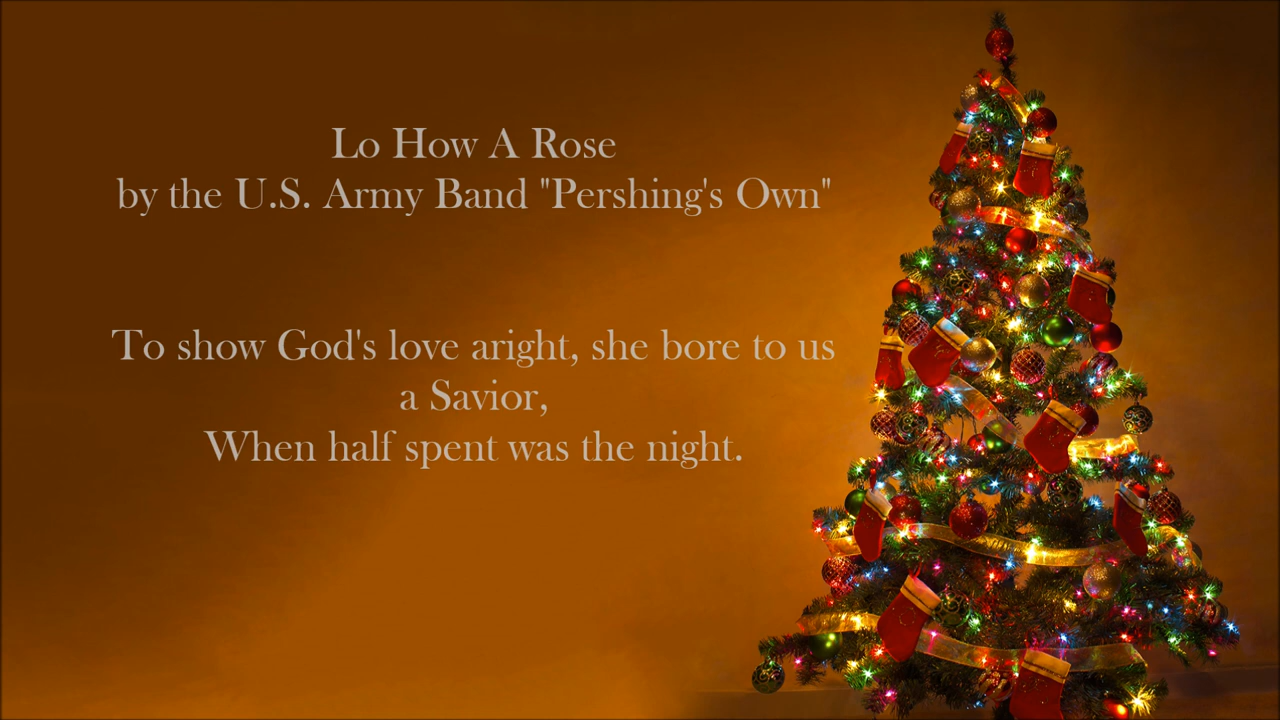 Lo How A Rose
by the U.S. Army Band "Pershing's Own"
To show God's love aright, she bore to us
a Savior,
When half spent was the night.